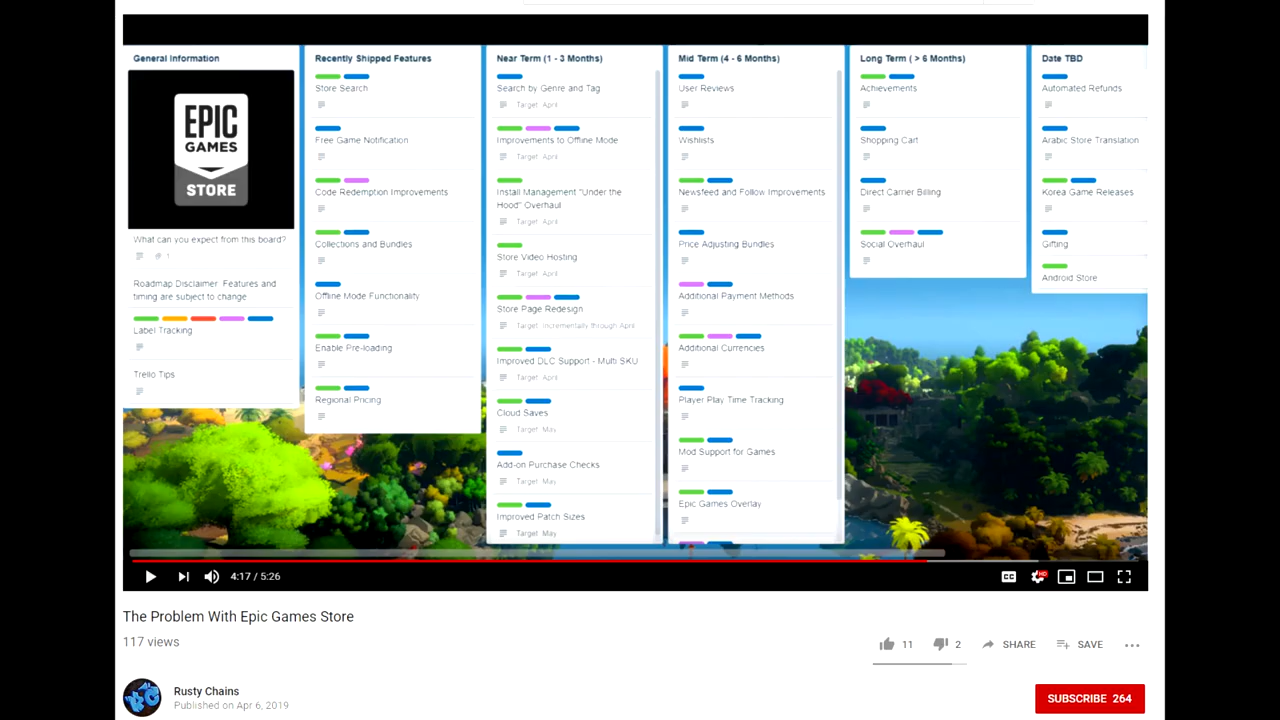 General Information
EPIC
GAMES
STORE
What can you expect from this board?
1
Roadmap Disclaimer: Features and
timing are subject to change
Label Tracking
Trello Tips
Recently Shipped Features
Store Search
Free Game Notification
Code Redemption Improvements
Collections and Bundles
Offline Mode Functionality
Enable Pre-loading
Regional Pricing
Near Term (1 - 3 Months)
Search by Genre and Tag
Target: April
Improvements to Offline Mode
Target: April
Install Management "Under the
Hood" Overhaul
Target: April
Store Video Hosting
Target: April
Store Page Redesign
Target: Incrementally through April
Improved DLC Support - Multi SKU
Target: April
Cloud Saves
Target: May
Add-on Purchase Checks
Target: May
Improved Patch Sizes
Target: May
Mid Term (4 - 6 Months)
User Reviews
Wishlists
Newsfeed and Follow Improvements
Price Adjusting Bundles
Additional Payment Methods
Additional Currencies
Player Play Time Tracking
Mod Support for Games
Epic Games Overlay
Long Term ( > 6 Months)
Achievements
Shopping Cart
Direct Carrier Billing
Social Overhaul
Date TBD
Automated Refunds
Arabic Store Translation
Korea Game Releases
Gifting
Android Store
4:17 / 5:26
CC
HD
The Problem With Epic Games Store
117 views
11
2
SHARE
SAVE
Rusty Chains
Published on Apr 6, 2019
SUBSCRIBE 264